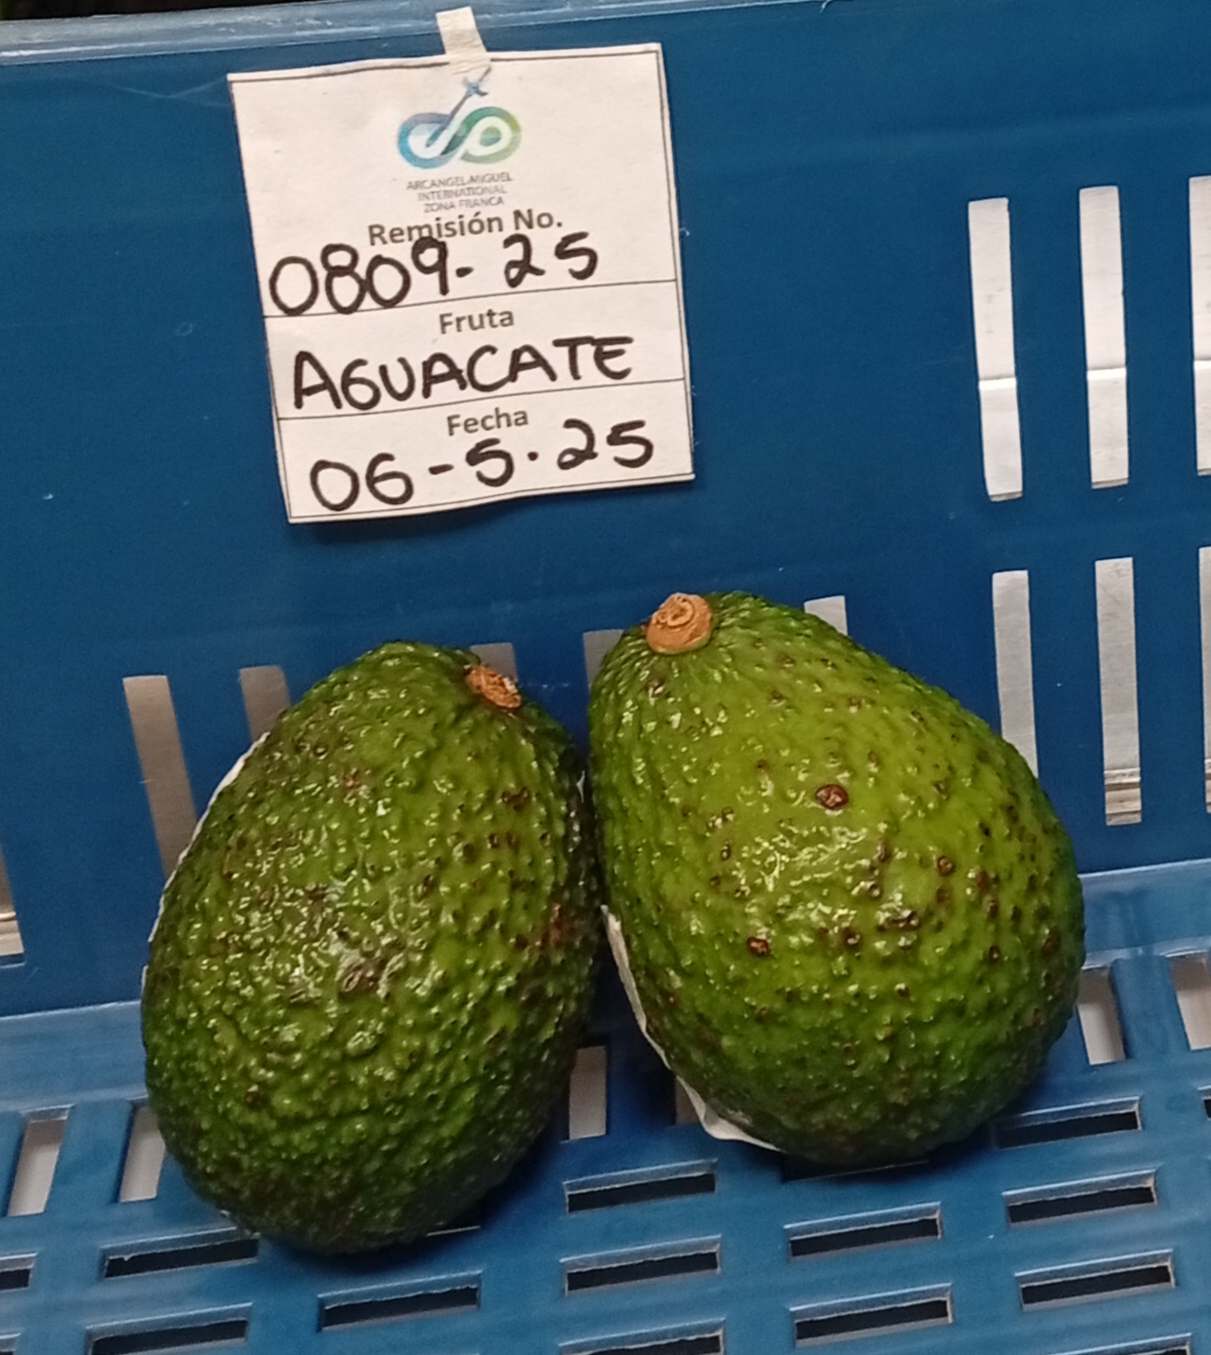 ARCANGEL MIGUEL
INTERNATIONAL
ZONA FRANCA
Remisión No.
0809-25
Fruta
AGUACATE
Fecha
06-5.25